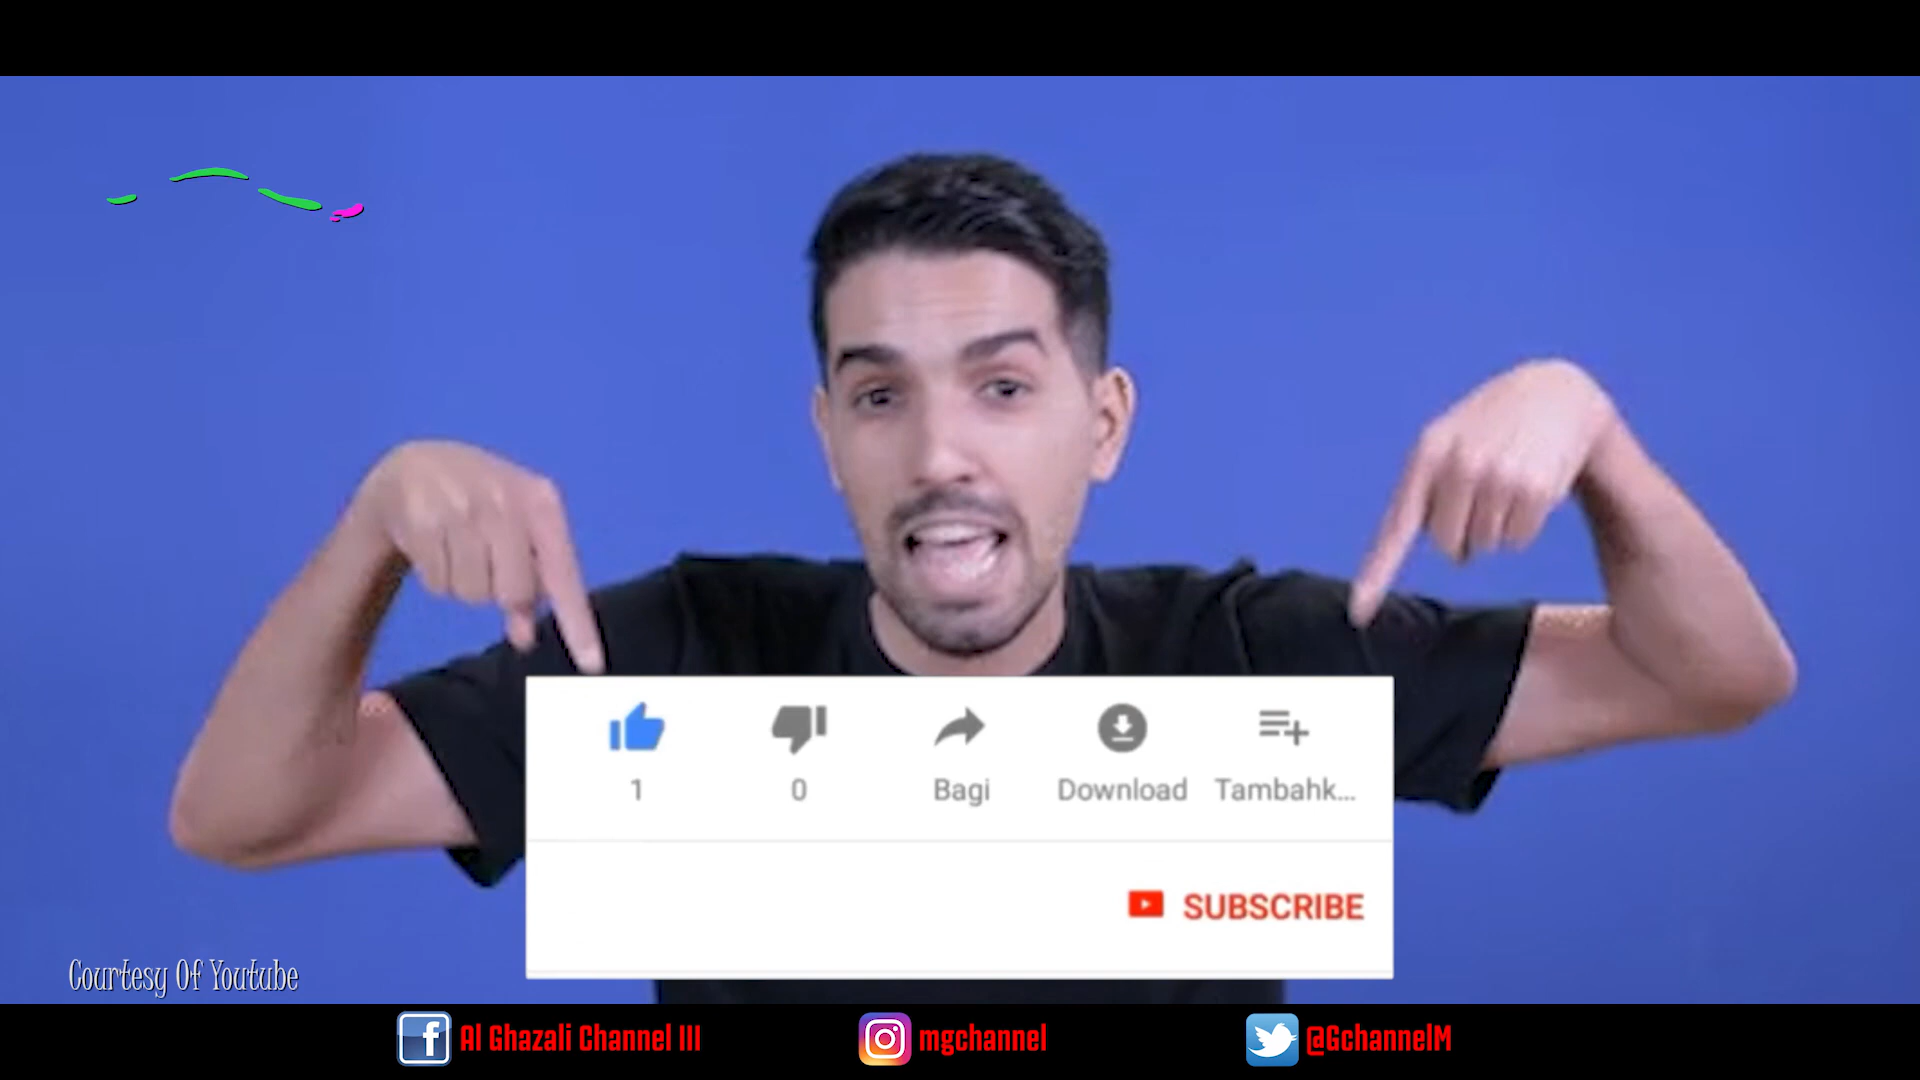 1
0
Bagi
Download
Tambahk...
SUBSCRIBE
Courtesy Of Youtube
Al Ghazali Channel III
mgchannel
@GchannelM